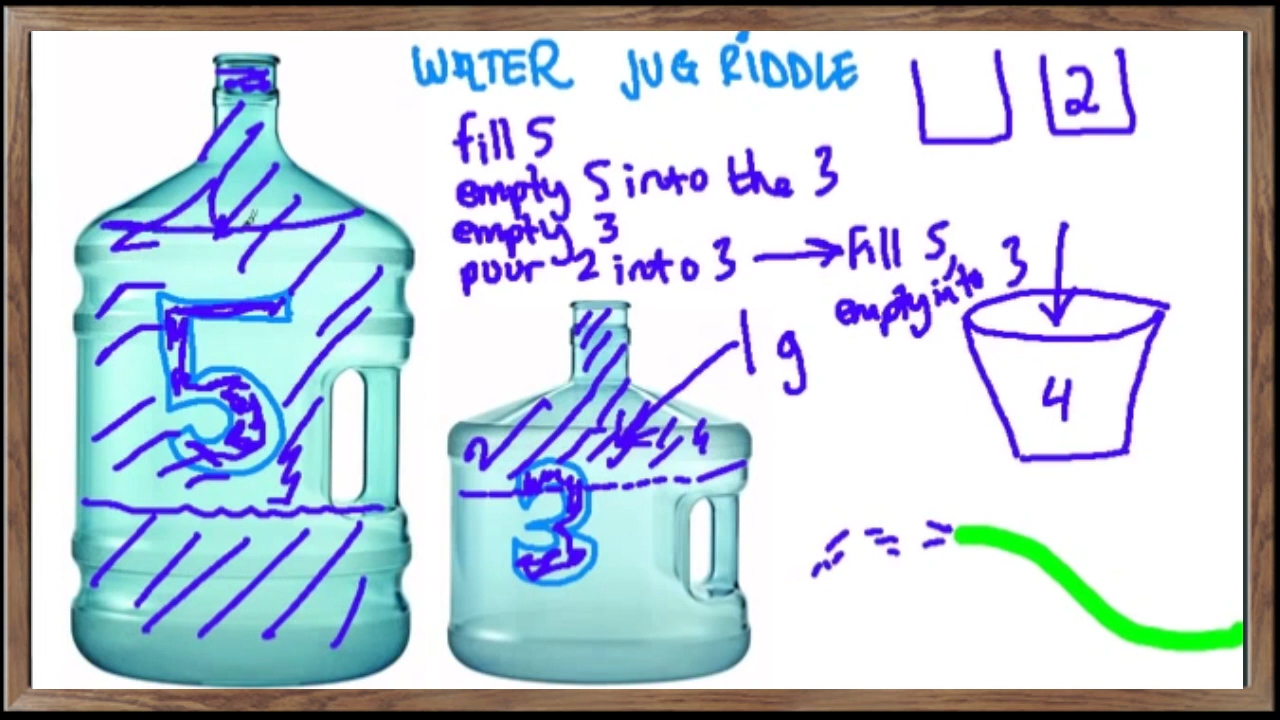 WATER JUG RIDDLE
2
fill 5
empty 5 into the 3
empty 3
pour 2 into 3
Fill 5,
empty into 3
1 g
4
5
3